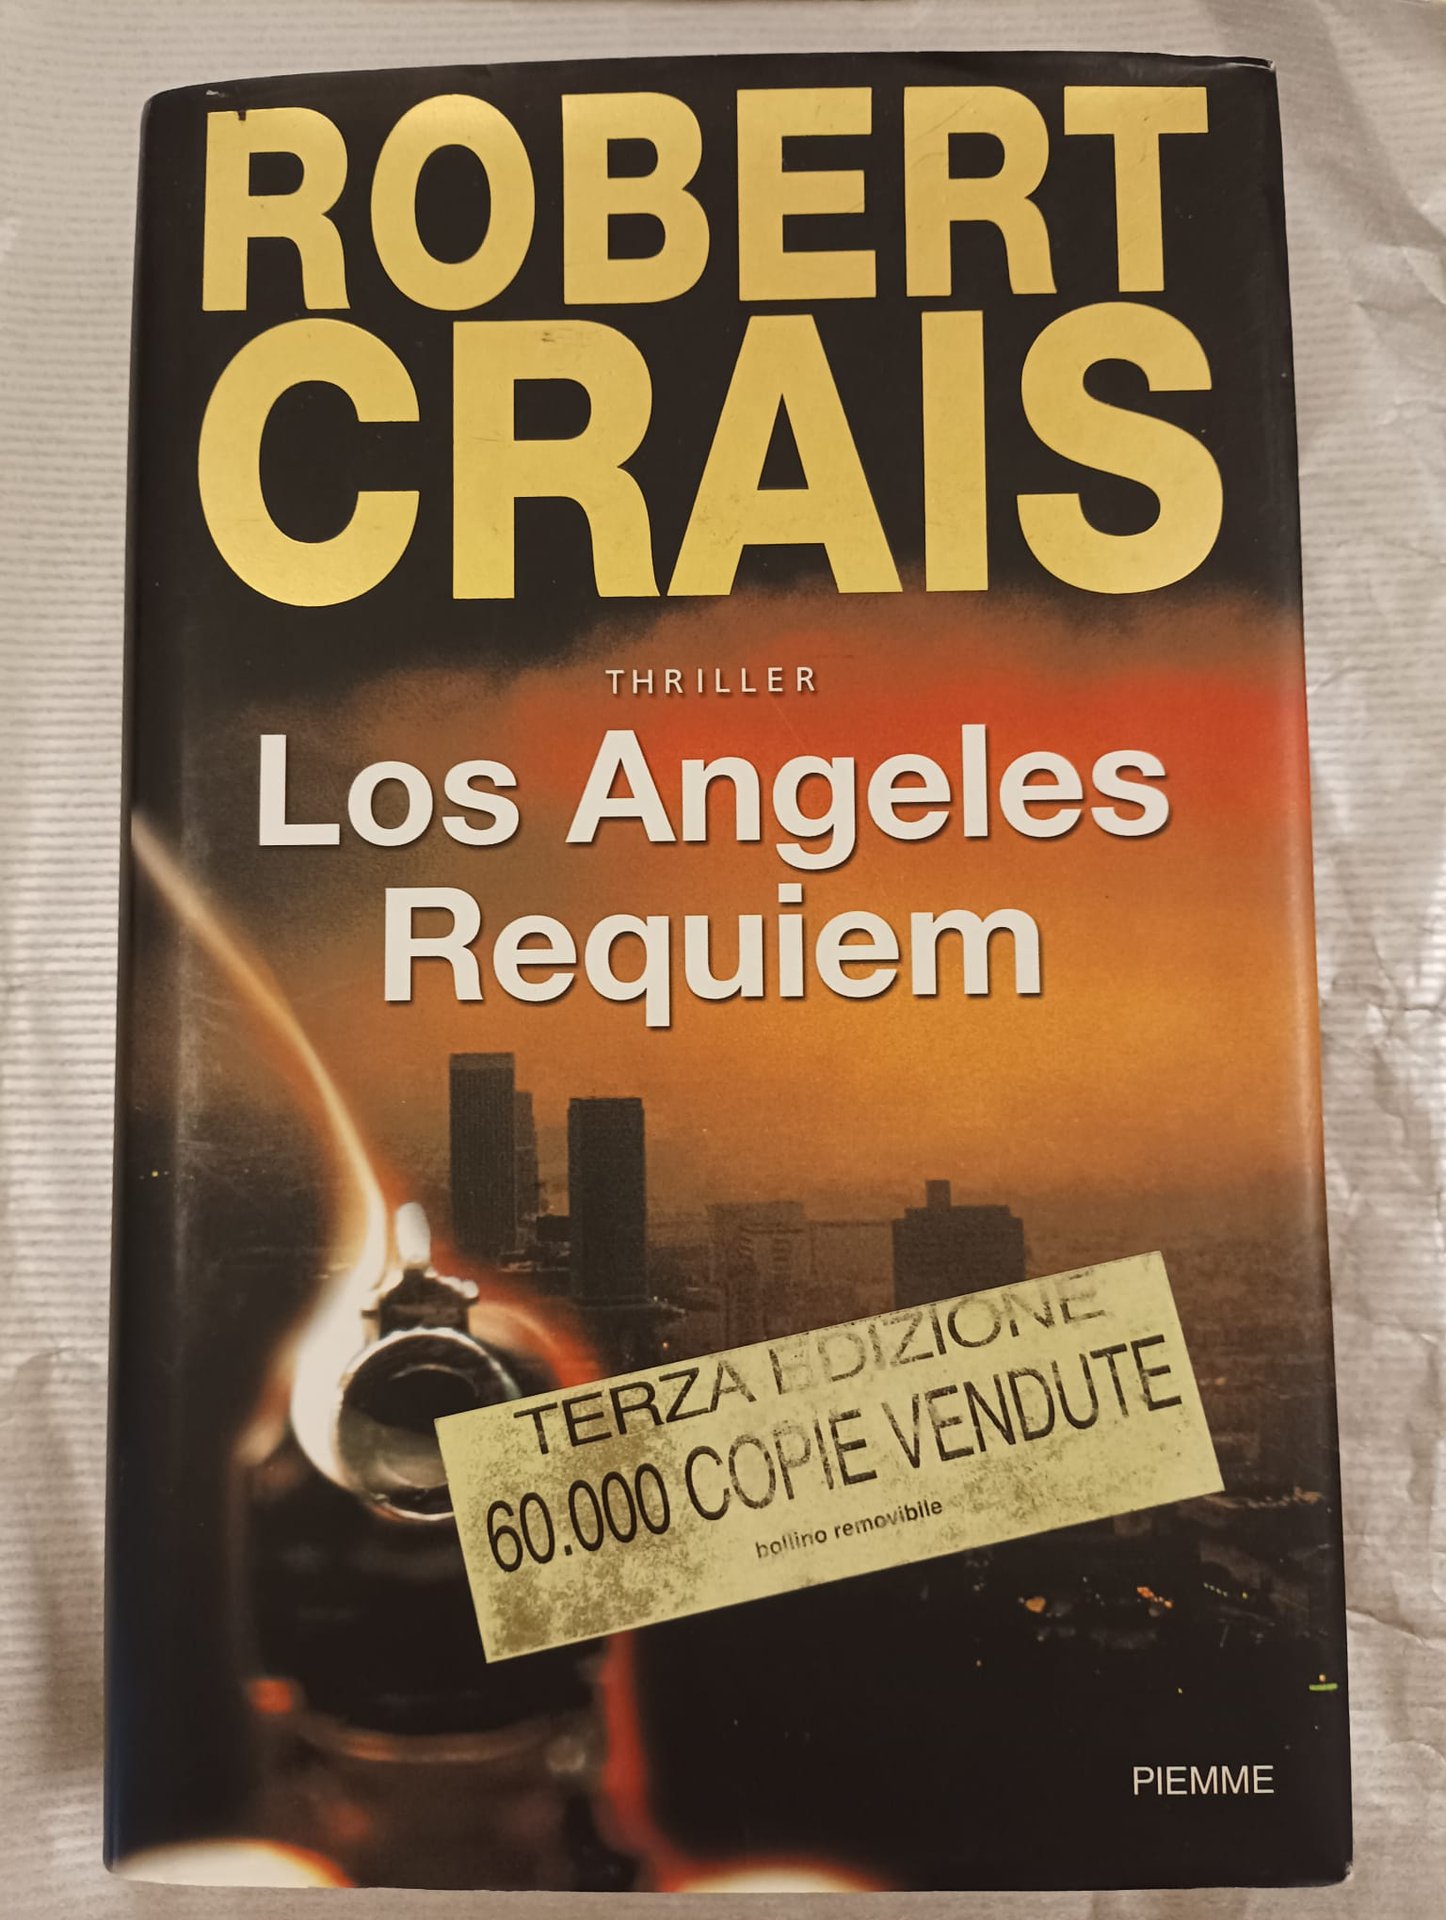 ROBERT
CRAIS
THRILLER
Los Angeles
Requiem
TERZA EDIZIONE
60.000 COPIE VENDUTE
bollino removibile
PIEMME